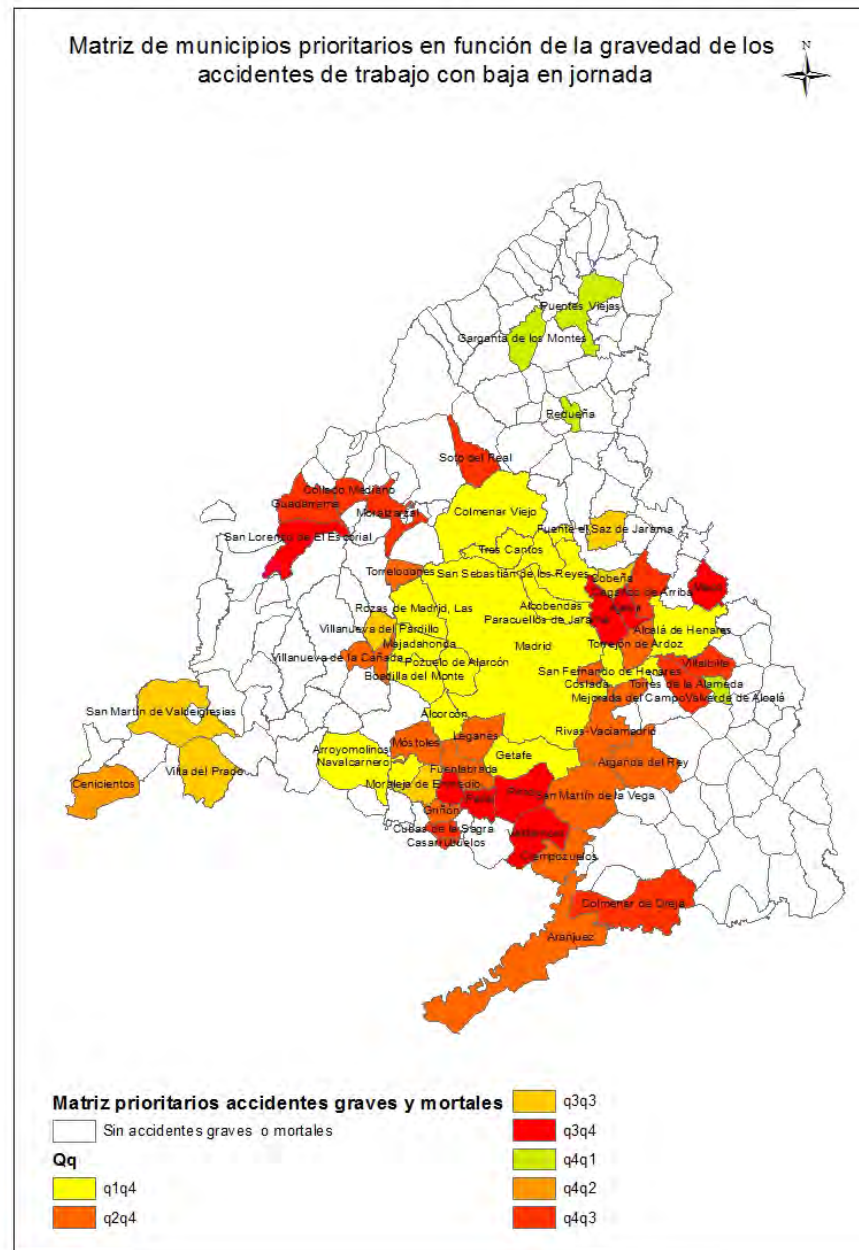 Matriz de municipios prioritarios en función de la gravedad de los
accidentes de trabajo con baja en jornada
N
Puentes Viejas
Garganta de los Montes
Redueña
Soto del Real
Collado Mediano
Guadarrama
Moralzarzal
Colmenar Viejo
Fuente el Saz de Jarama
San Lorenzo de El Escorial
Tres Cantos
Torrelodones
San Sebastián de los Reyes
Cobeña
Daganzo de Arriba
Meco
Rozas de Madrid, Las
Alcobendas
Ajalvir
Paracuellos de Jarama
Villanueva del Pardillo
Alcalá de Henares
Majadahonda
Madrid
Torrejón de Ardoz
Villanueva de la Cañada
Pozuelo de Alarcón
Villalbilla
Boadilla del Monte
San Fernando de Henares
Coslada
Torres de la Alameda
Mejorada del Campo
Valverde de Alcalá
San Martín de Valdeiglesias
Alcorcón
Leganés
Rivas-Vaciamadrid
Móstoles
Arroyomolinos
Getafe
Navalcarnero
Arganda del Rey
Villa del Prado
Fuenlabrada
Cenicientos
Moraleja de Enmedio
Parla
Pinto
San Martín de la Vega
Griñón
Cubas de la Sagra
Valdemoro
Casarrubuelos
Ciempozuelos
Colmenar de Oreja
Aranjuez
Matriz prioritarios accidentes graves y mortales
Sin accidentes graves o mortales
Qq
q1q4
q2q4
q3q3
q3q4
q4q1
q4q2
q4q3